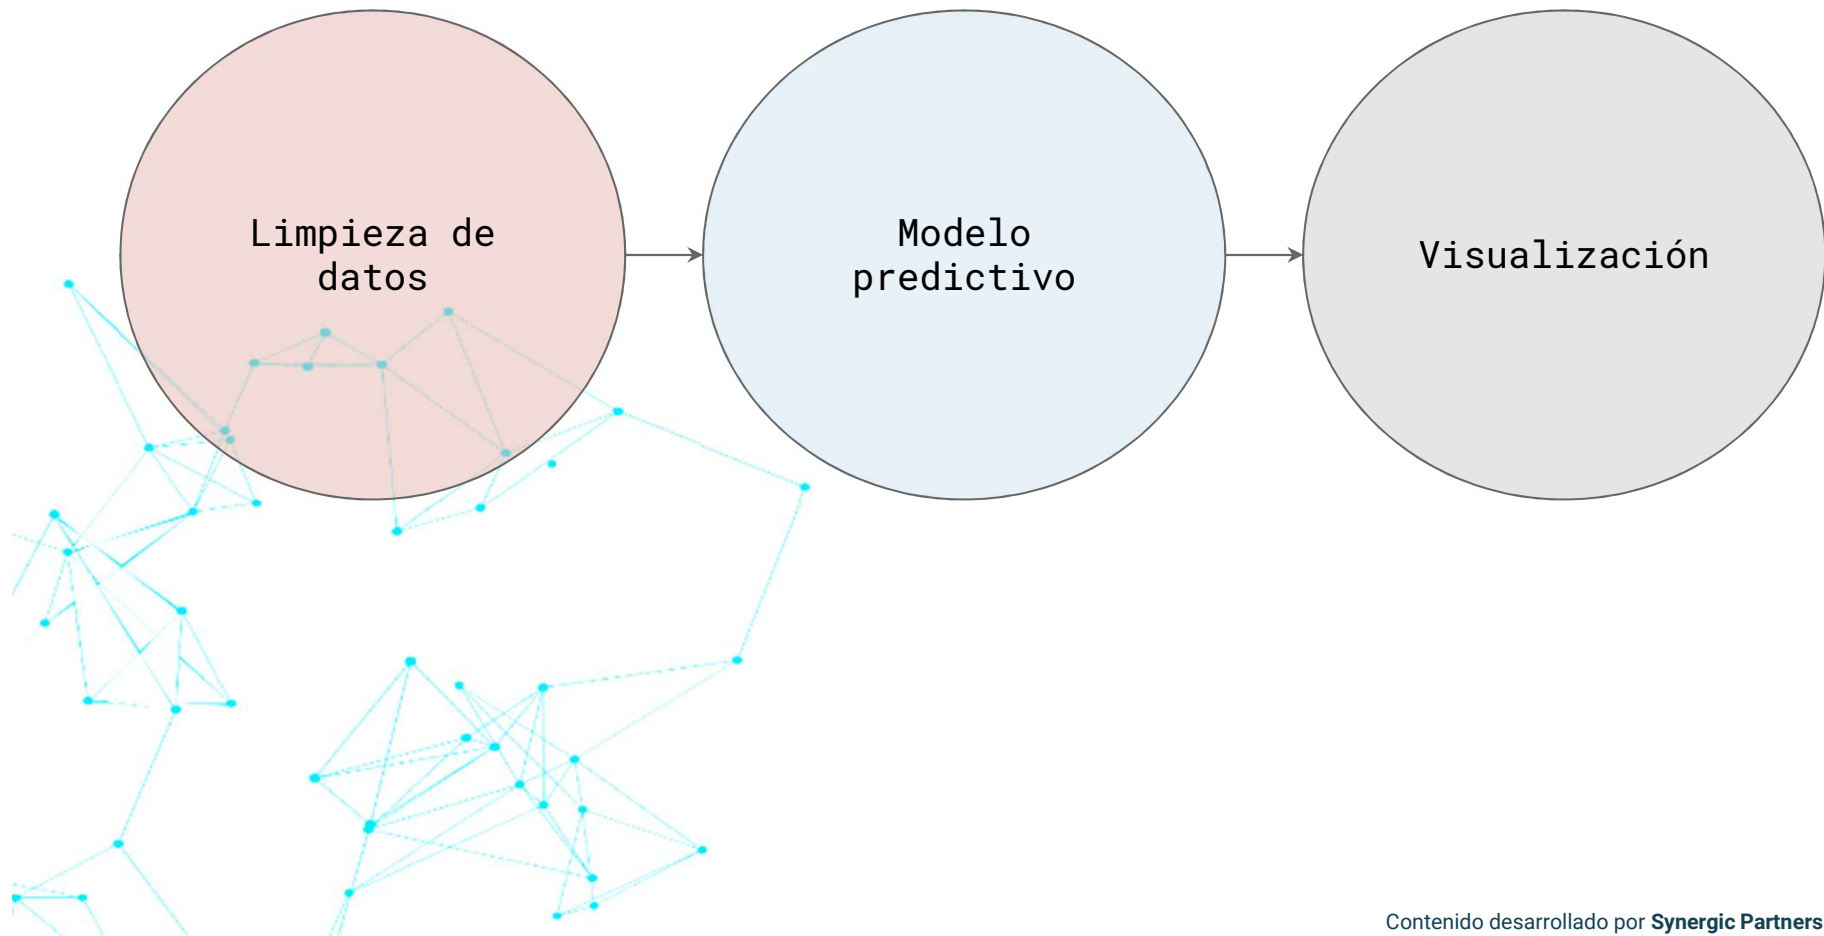 Limpieza de
datos
Modelo
predictivo
Visualización
Contenido desarrollado por Synergic Partners